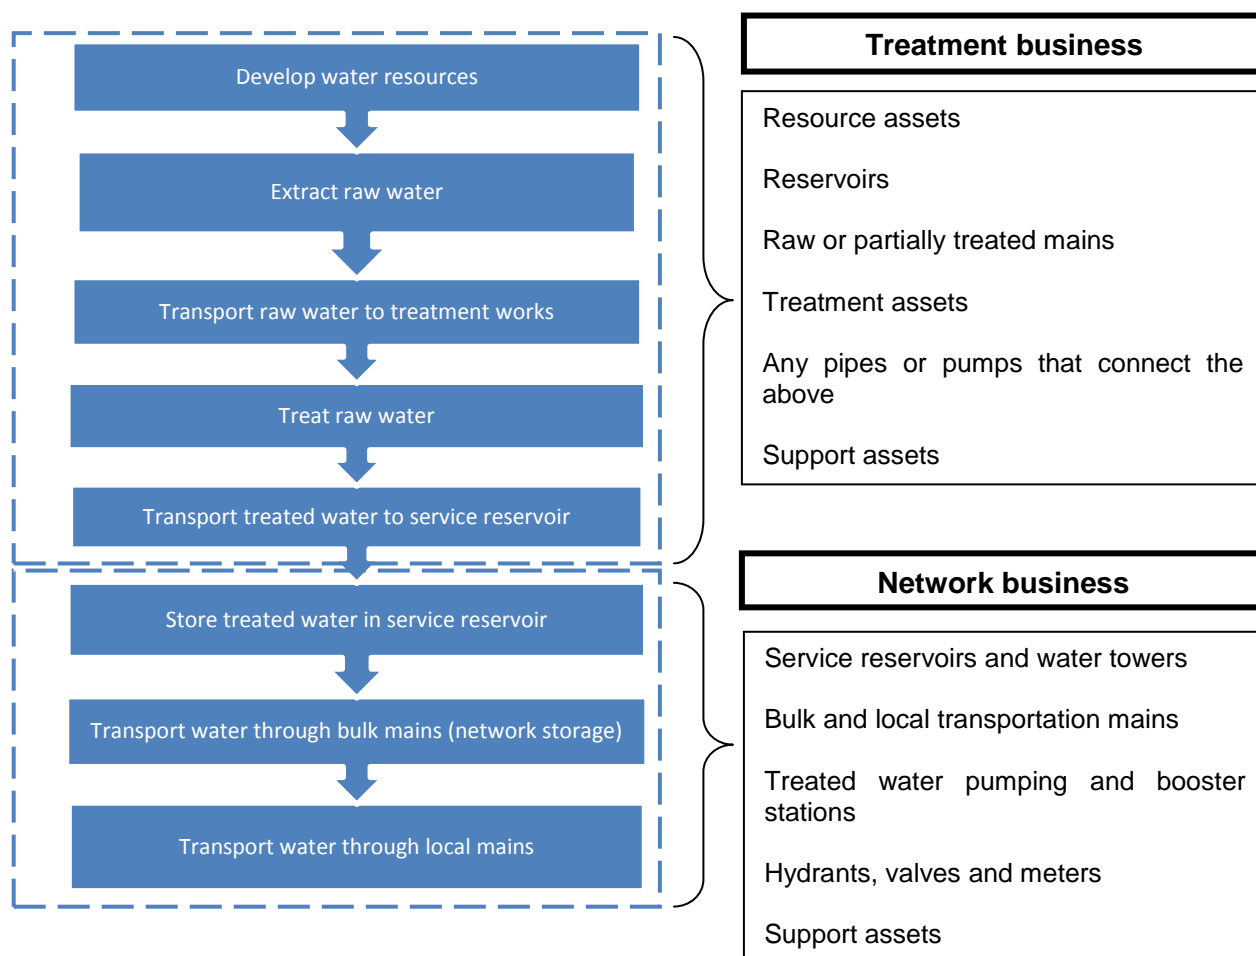 Develop water resources
Extract raw water
Transport raw water to treatment works
Treat raw water
Transport treated water to service reservoir
Store treated water in service reservoir
Transport water through bulk mains (network storage)
Transport water through local mains
Treatment business
Resource assets
Reservoirs
Raw or partially treated mains
Treatment assets
Any pipes or pumps that connect the
above
Support assets
Network business
Service reservoirs and water towers
Bulk and local transportation mains
Treated water pumping and booster
stations
Hydrants, valves and meters
Support assets